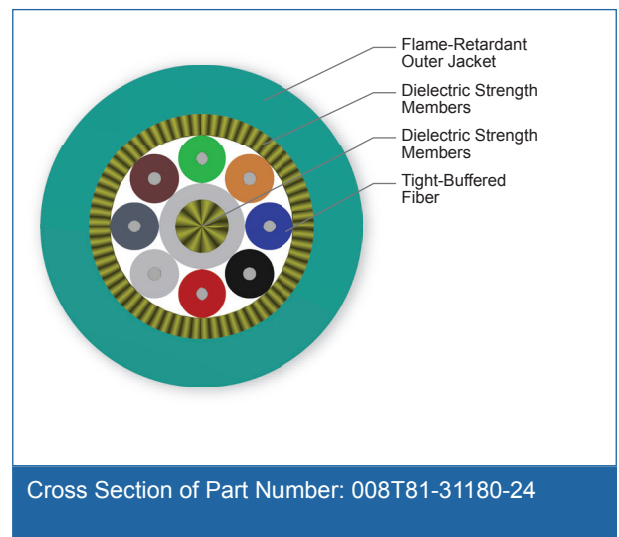 Flame-Retardant
Outer Jacket
Dielectric Strength
Members
Dielectric Strength
Members
Tight-Buffered
Fiber
Cross Section of Part Number: 008T81-31180-24